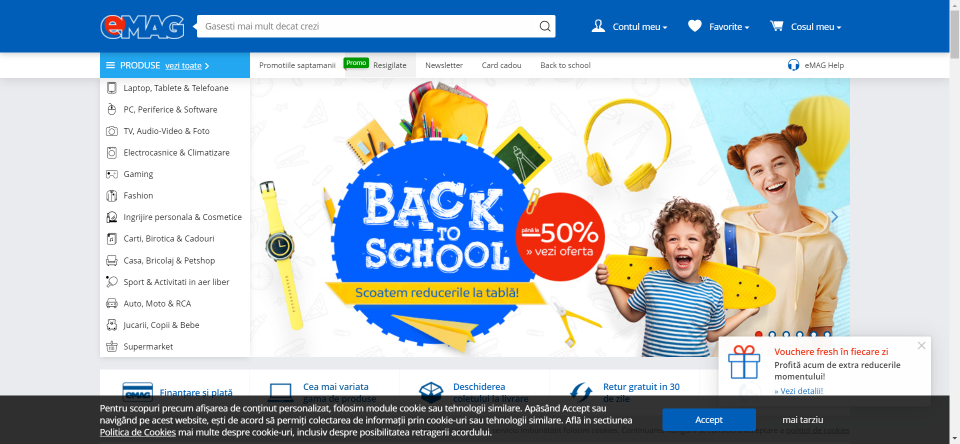 eMAG
Gasesti mai mult decat crezi
Contul meu
Favorite
Cosul meu
PRODUSE vezi toate
Promotiile saptamanii
Promo
Resigilate
Newsletter
Card cadou
Back to school
eMAG Help
Laptop, Tablete & Telefoane
PC, Periferice & Software
TV, Audio-Video & Foto
Electrocasnice & Climatizare
Gaming
Fashion
Ingrijire personala & Cosmetice
Carti, Birotica & Cadouri
Casa, Bricolaj & Petshop
Sport & Activitati in aer liber
Auto, Moto & RCA
Jucarii, Copii & Bebe
Supermarket
BACK
TO
SCHOOL
Scoatem reducerile la tablă!
până la
-50%
» vezi oferta
Vouchere fresh în fiecare zi
Profită acum de extra reducerile
momentului!
» Vezi detalii!
Finantare si plată
Cea mai variata
gama de produse
Deschiderea
coletului la livrare
Retur gratuit in 30
de zile
Pentru scopuri precum afișarea de conținut personalizat, folosim module cookie sau tehnologii similare. Apăsând Accept sau
navigând pe acest website, ești de acord să permiți colectarea de informații prin cookie-uri sau tehnologii similare. Află in sectiunea
Politica de Cookies mai multe despre cookie-uri, inclusiv despre posibilitatea retragerii acordului.
Accept
mai tarziu